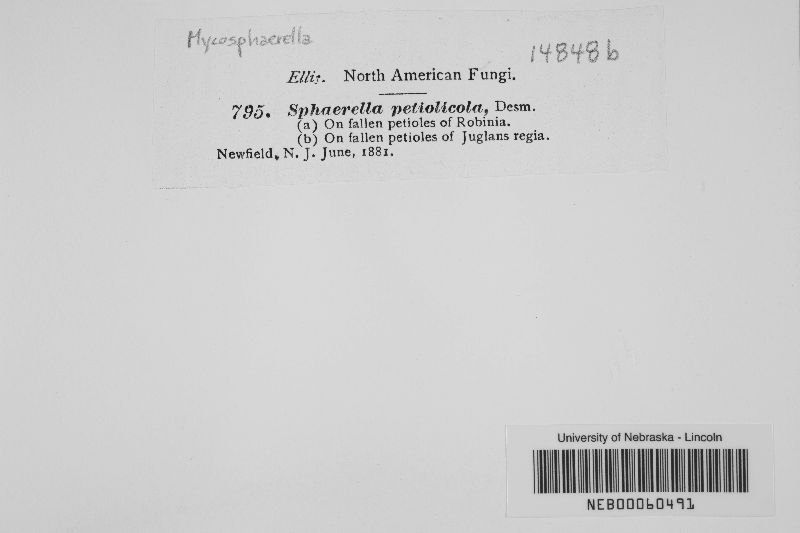 Mycosphaerella
14848b
Ellis. North American Fungi.
795. Sphaerella petiolicola, Desm.
(a) On fallen petioles of Robinia.
(b) On fallen petioles of Juglans regia.
Newfield, N. J. June, 1881.
University of Nebraska - Lincoln
NEB00060491